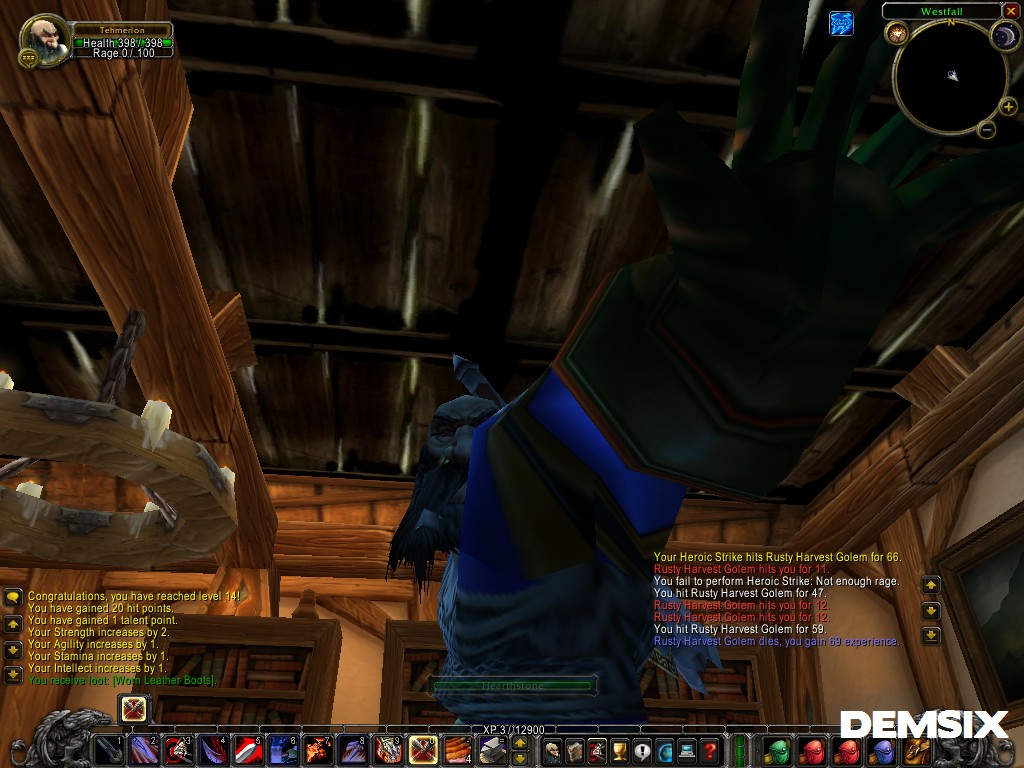 Westfall
N
Tehmerlon
Health 398 / 398
Rage 0 / 100
Your Heroic Strike hits Rusty Harvest Golem for 66.
Rusty Harvest Golem hits you for 11.
You fail to perform Heroic Strike: Not enough rage.
You hit Rusty Harvest Golem for 47.
Rusty Harvest Golem hits you for 12.
Rusty Harvest Golem hits you for 12.
You hit Rusty Harvest Golem for 59.
Rusty Harvest Golem dies, you gain 69 experience.
Congratulations, you have reached level 14!
You have gained 20 hit points.
You have gained 1 talent point.
Your Strength increases by 2.
Your Agility increases by 1.
Your Stamina increases by 1.
Your Intellect increases by 1.
You receive loot: [Worn Leather Boots].
Hearthstone
XP 3 / 12900
DEMSIX